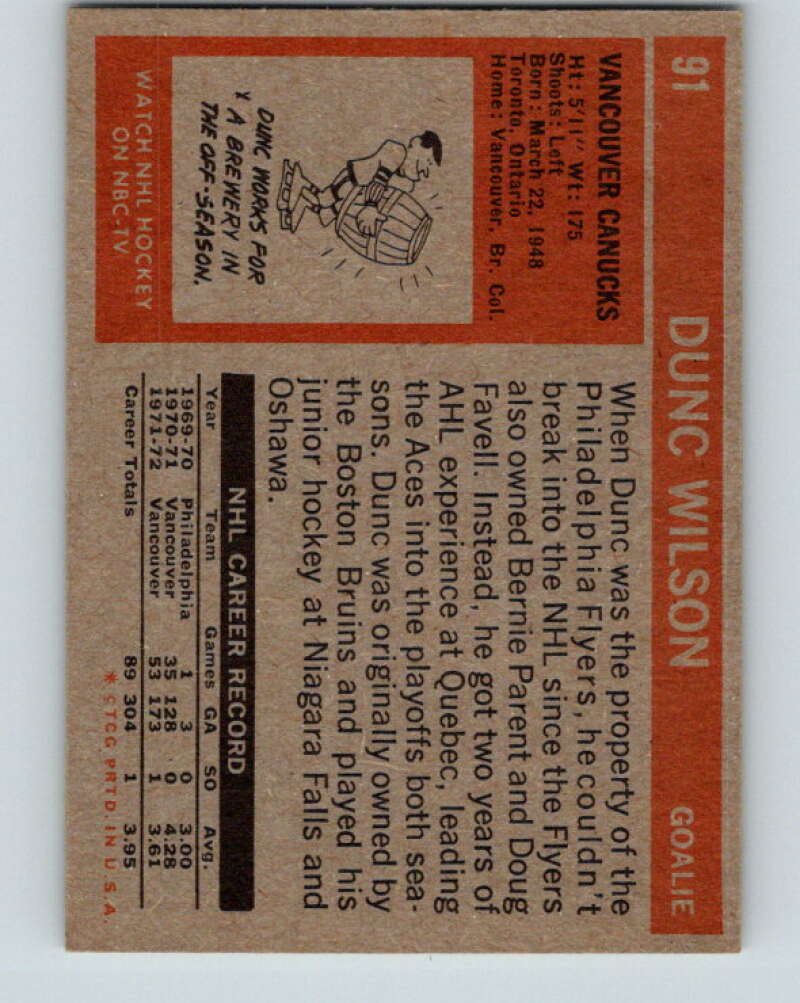 91 DUNC WILSON GOALIE
VANCOUVER CANUCKS
Ht: 5'11" Wt: 175
Shoots: Left
Born: March 22, 1948
Toronto, Ontario
Home: Vancouver, Br. Col.
DUNC WORKS FOR
A BREWERY IN
THE OFF-SEASON.
WATCH NHL HOCKEY
ON NBC-TV
When Dunc was the property of the
Philadelphia Flyers, he couldn't
break into the NHL since the Flyers
also owned Bernie Parent and Doug
Favell. Instead, he got two years of
AHL experience at Quebec, leading
the Aces into the playoffs both sea-
sons. Dunc was originally owned by
the Boston Bruins and played his
junior hockey at Niagara Falls and
Oshawa.
NHL CAREER RECORD
Year Team Games GA SO Avg.
1969-70 Philadelphia 1 3 0 3.00
1970-71 Vancouver 35 128 0 4.28
1971-72 Vancouver 53 173 1 3.61
Career Totals 89 304 1 3.95
* ©TCG PRTD. IN U.S.A.